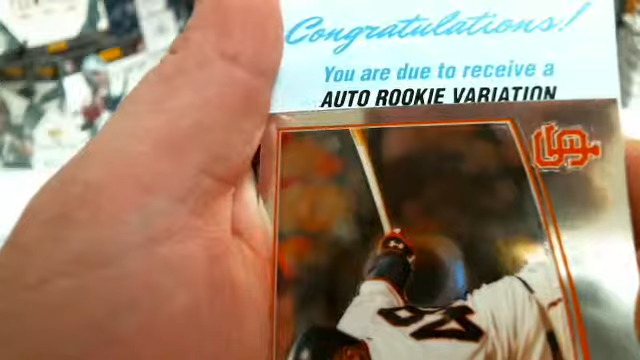 Congratulations!
You are due to receive a
AUTO ROOKIE VARIATION